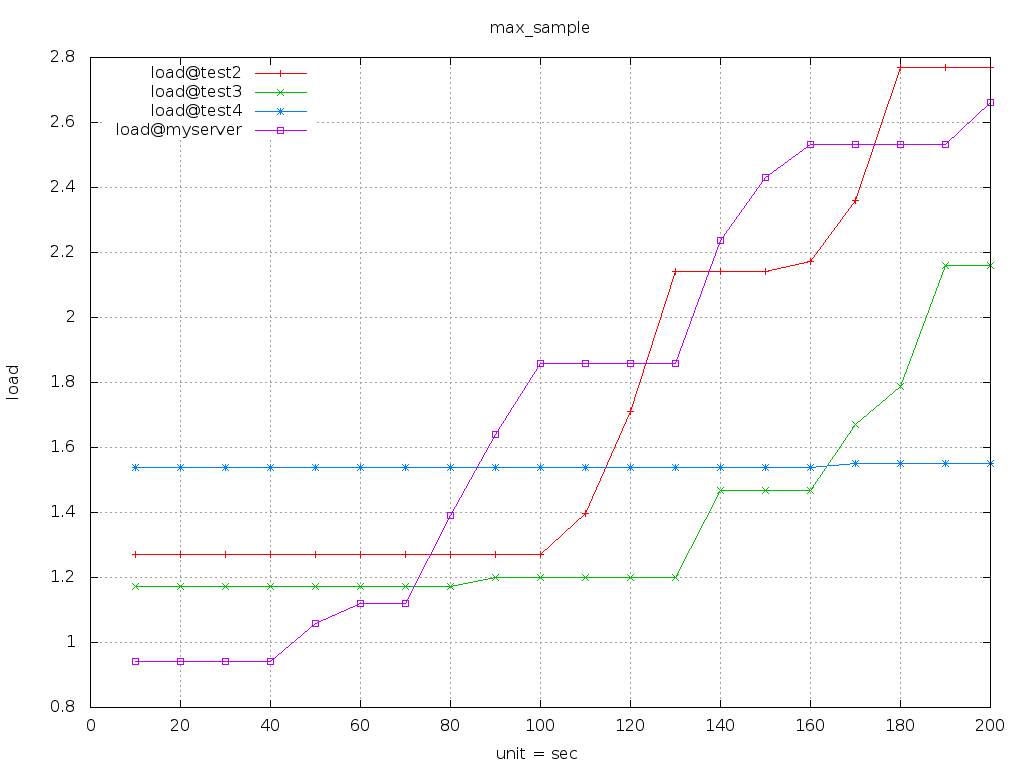 max_sample
2.8
2.6
2.4
2.2
2
1.8
1.6
1.4
1.2
1
0.8
load
load@test2
load@test3
load@test4
load@myserver
0 20 40 60 80 100 120 140 160 180 200
unit = sec